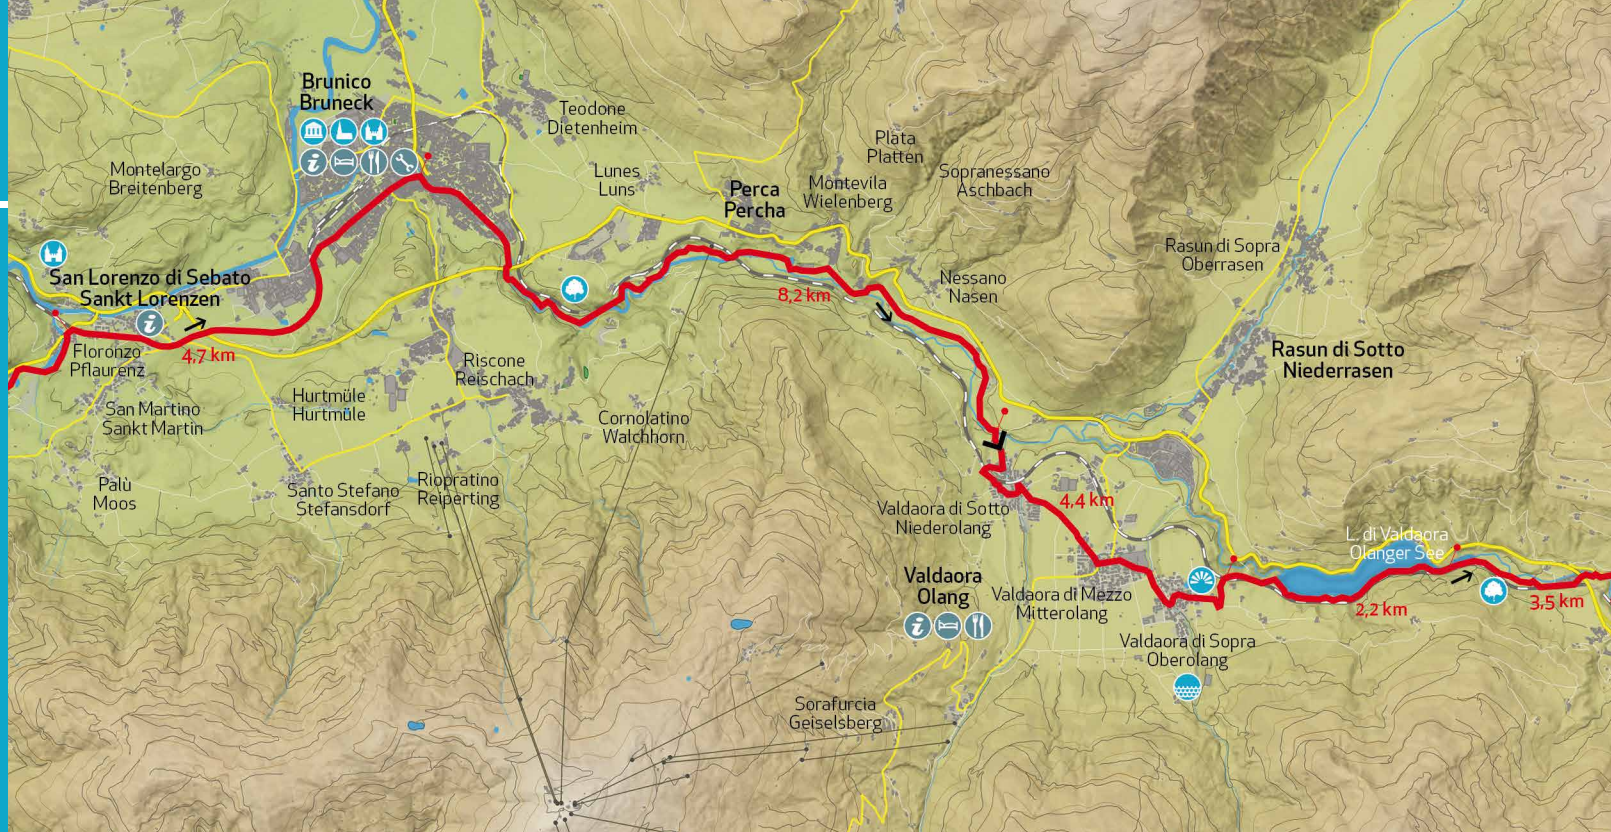 Brunico
Bruneck
Teodone
Dietenheim
Plata
Platten
Montelargo
Breitenberg
Lunes
Luns
Perca
Percha
Montevila
Wielenberg
Sopranessano
Aschbach
Rasun di Sopra
Oberrasen
San Lorenzo di Sebato
Sankt Lorenzen
Nessano
Nasen
8,2 km
4,7 km
Floronzo
Pflaurenz
Riscone
Reischach
Rasun di Sotto
Niederrasen
San Martino
Sankt Martin
Hurtmüle
Hurtmüle
Cornolatino
Walchhorn
Palù
Moos
Santo Stefano
Stefansdorf
Riopratino
Reiperting
Valdaora di Sotto
Niederolang
4,4 km
L. di Valdaora
Olanger See
Valdaora
Olang
Valdaora di Mezzo
Mitterolang
2,2 km
3,5 km
Valdaora di Sopra
Oberolang
Sorafurcia
Geiselsberg